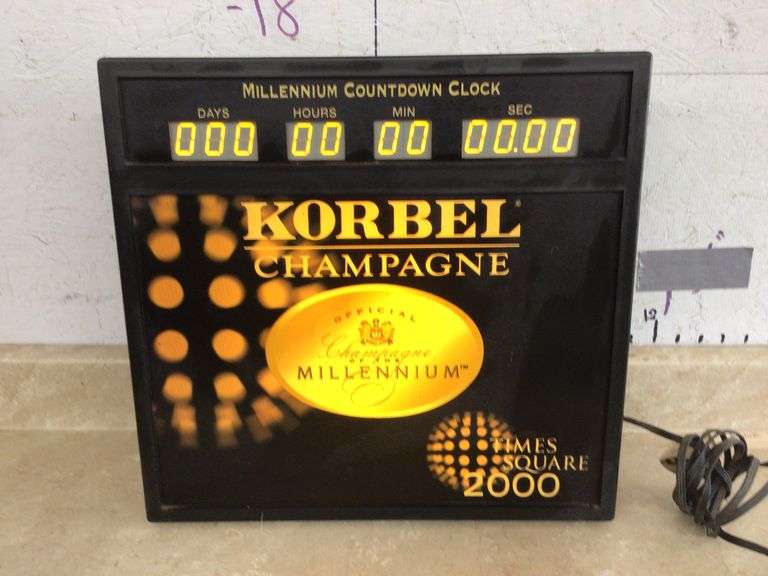 -18
MILLENNIUM COUNTDOWN CLOCK
DAYS HOURS MIN SEC
000 00 00 00.00
KORBEL®
CHAMPAGNE
OFFICIAL
Champagne
OF THE
MILLENNIUM™
TIMES
SQUARE
2000